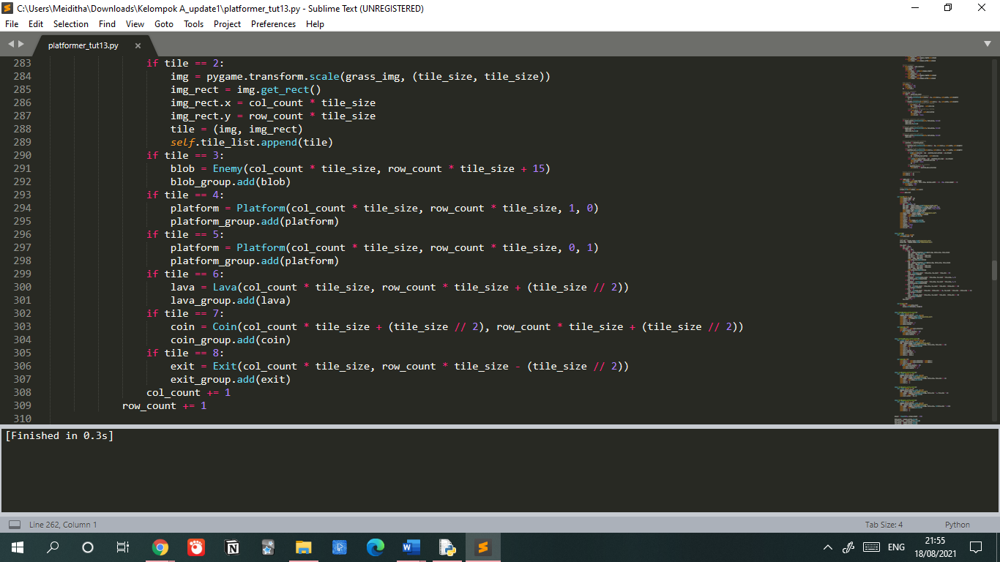 C:\Users\Meiditha\Downloads\Kelompok A_update1\platformer_tut13.py - Sublime Text (UNREGISTERED)
File Edit Selection Find View Goto Tools Project Preferences Help
platformer_tut13.py
283 if tile == 2:
284 img = pygame.transform.scale(grass_img, (tile_size, tile_size))
285 img_rect = img.get_rect()
286 img_rect.x = col_count * tile_size
287 img_rect.y = row_count * tile_size
288 tile = (img, img_rect)
289 self.tile_list.append(tile)
290 if tile == 3:
291 blob = Enemy(col_count * tile_size, row_count * tile_size + 15)
292 blob_group.add(blob)
293 if tile == 4:
294 platform = Platform(col_count * tile_size, row_count * tile_size, 1, 0)
295 platform_group.add(platform)
296 if tile == 5:
297 platform = Platform(col_count * tile_size, row_count * tile_size, 0, 1)
298 platform_group.add(platform)
299 if tile == 6:
300 lava = Lava(col_count * tile_size, row_count * tile_size + (tile_size // 2))
301 lava_group.add(lava)
302 if tile == 7:
303 coin = Coin(col_count * tile_size + (tile_size // 2), row_count * tile_size + (tile_size // 2))
304 coin_group.add(coin)
305 if tile == 8:
306 exit = Exit(col_count * tile_size, row_count * tile_size - (tile_size // 2))
307 exit_group.add(exit)
308 col_count += 1
309 row_count += 1
310
[Finished in 0.3s]
Line 262, Column 1 Tab Size: 4 Python
ENG 21:55
18/08/2021